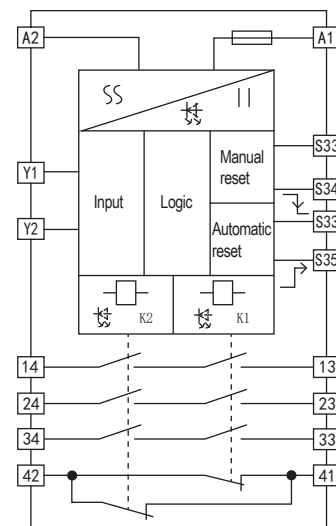 A2 A1
SS
S33
Y1 Manual
reset
S34
Input Logic
Y2 S33
Automatic
reset
S35
K2 K1
14 13
24 23
34 33
42 41